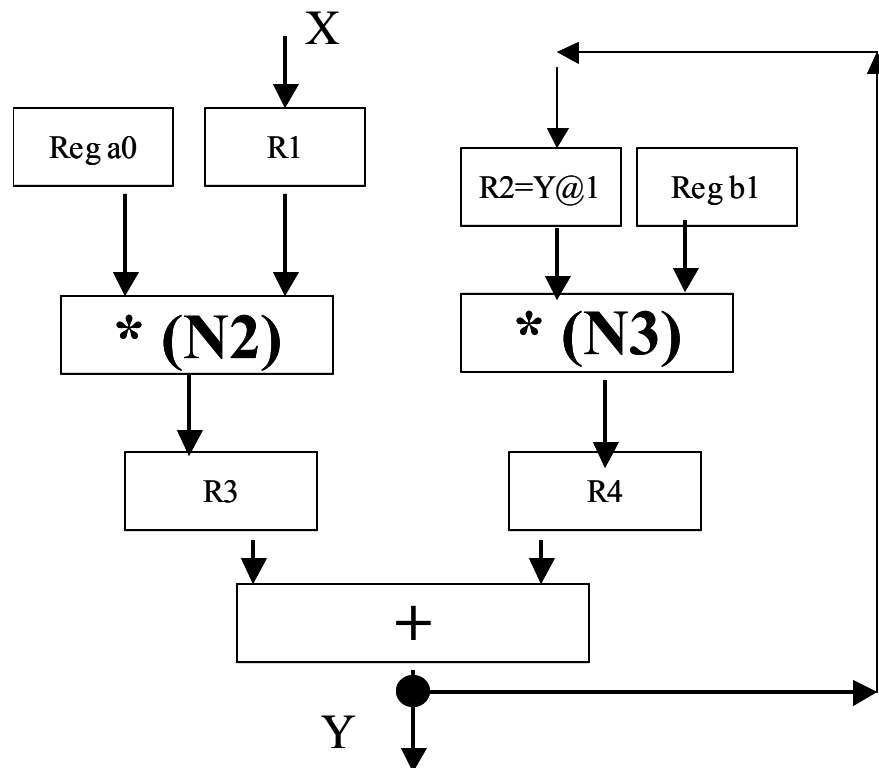 X
Reg a0
R1
R2=Y@1
Reg b1
* (N2)
* (N3)
R3
R4
+
Y